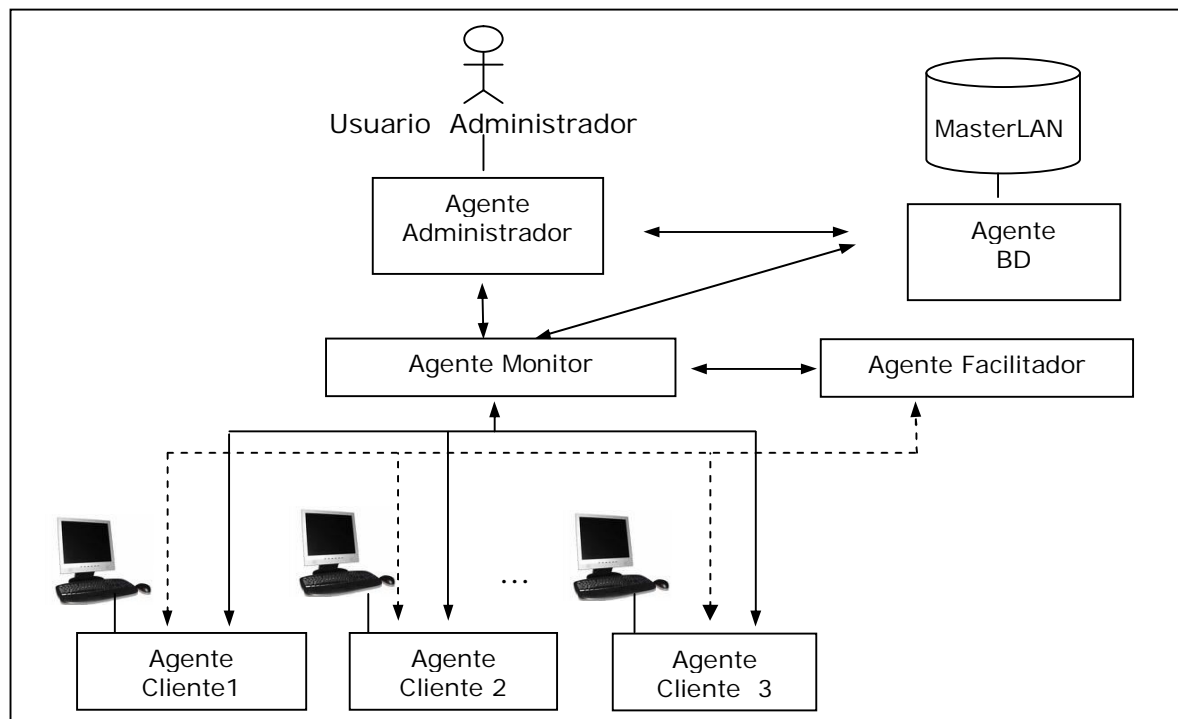 Usuario Administrador
MasterLAN
Agente
Administrador
Agente
BD
Agente Monitor
Agente Facilitador
...
Agente
Cliente1
Agente
Cliente 2
Agente
Cliente 3